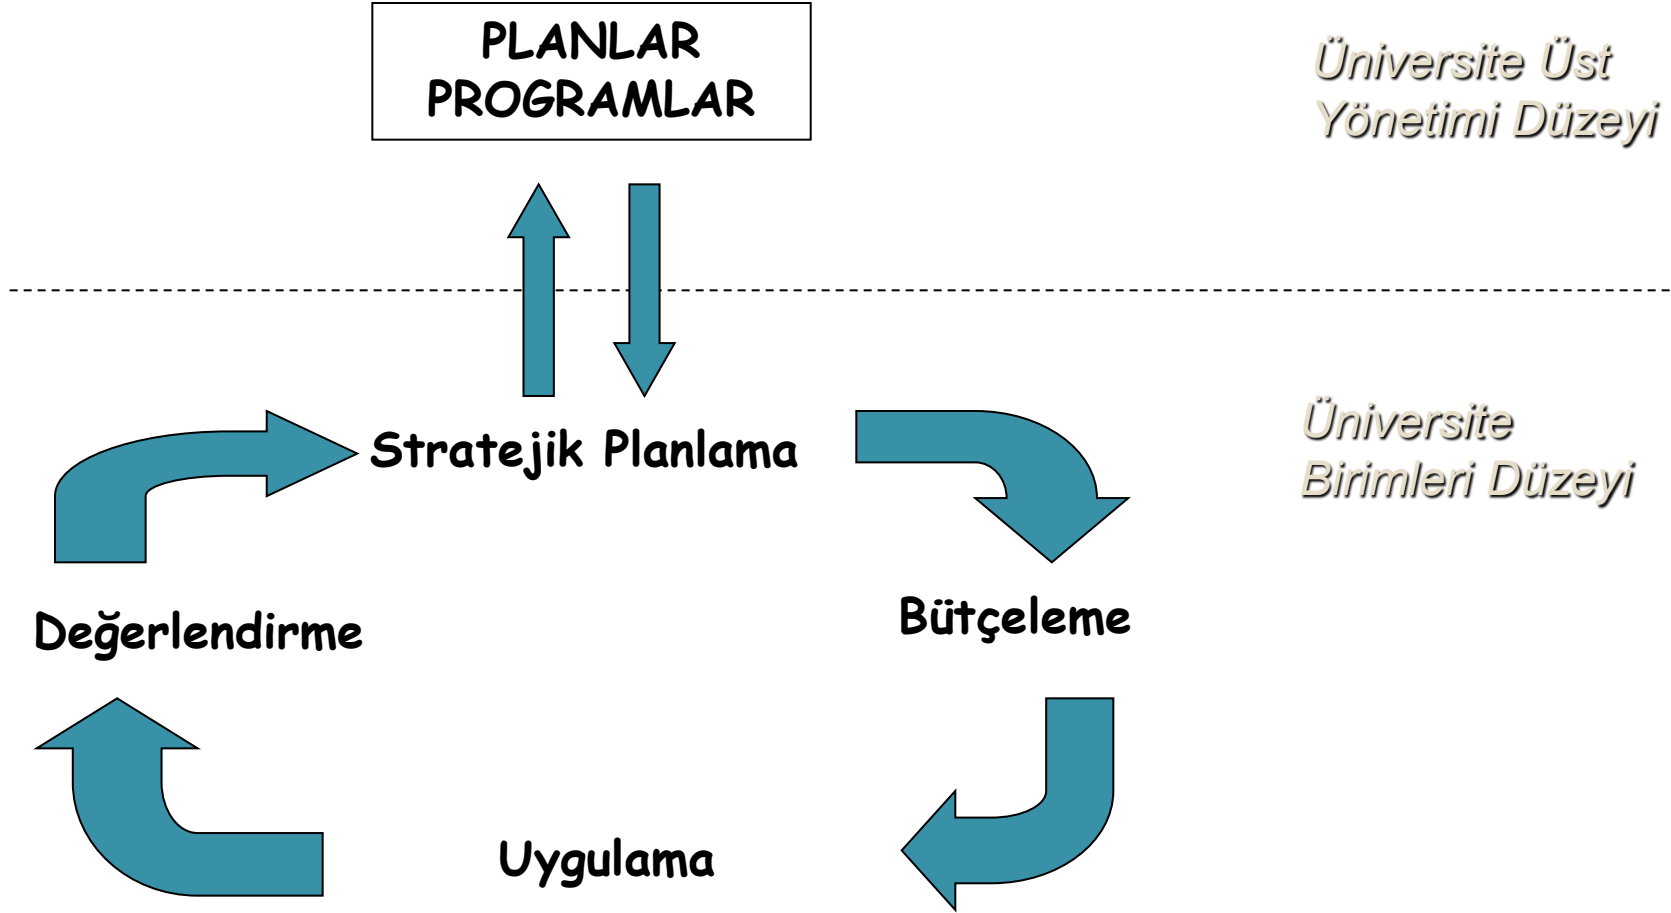 PLANLAR
PROGRAMLAR
Üniversite Üst
Yönetimi Düzeyi
Stratejik Planlama
Üniversite
Birimleri Düzeyi
Değerlendirme
Bütçeleme
Uygulama